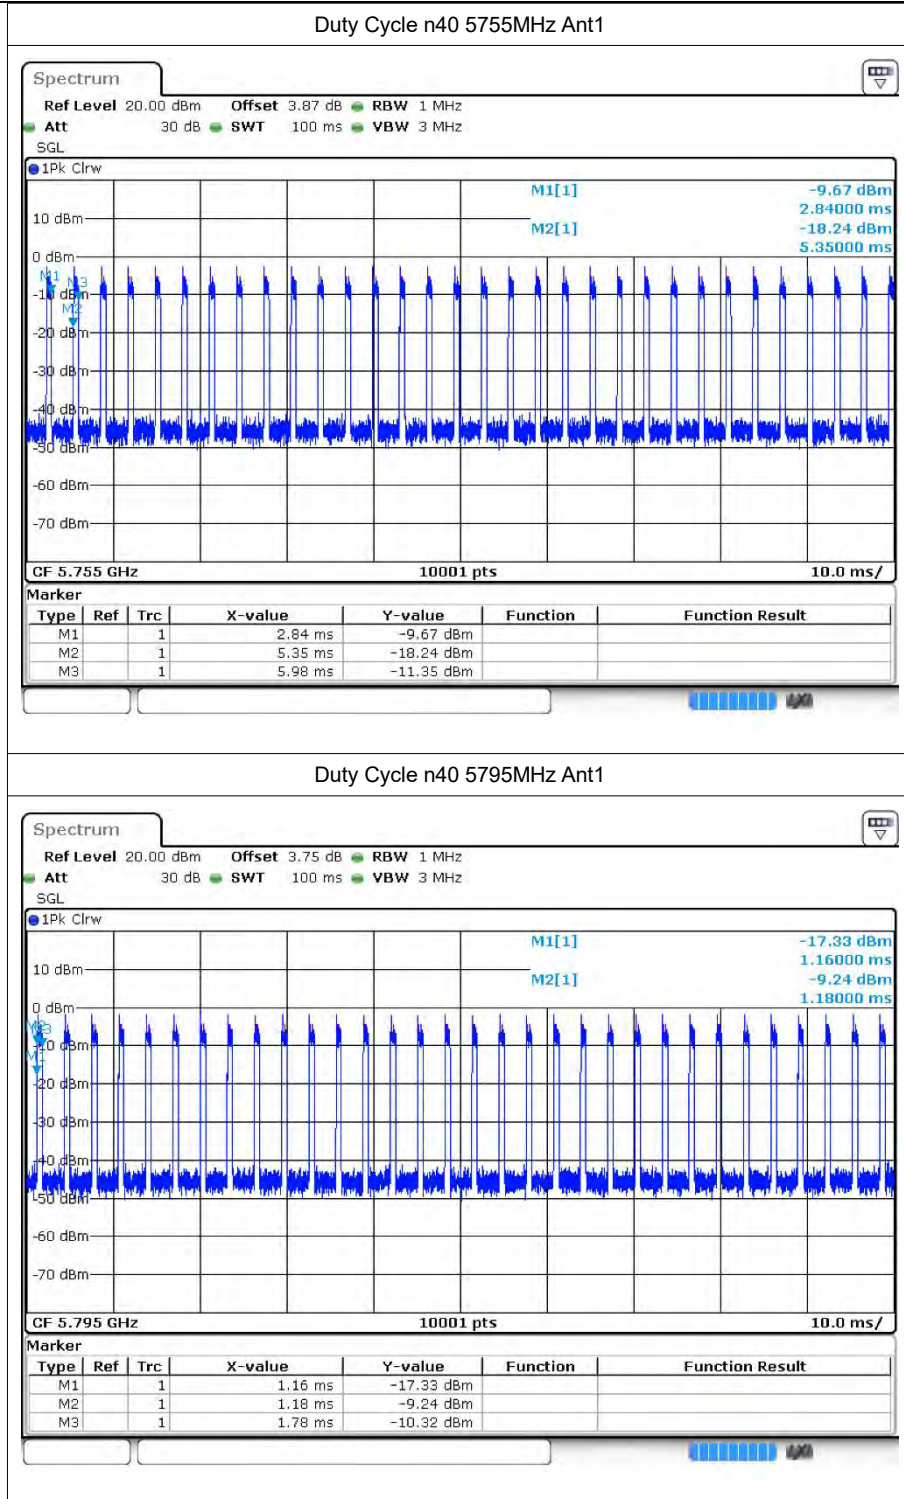 Duty Cycle n40 5755MHz Ant1
Spectrum
Ref Level 20.00 dBm Offset 3.87 dB RBW 1 MHz
Att 30 dB SWT 100 ms VBW 3 MHz
SGL
1Pk Clrw
M1[1] -9.67 dBm
2.84000 ms
M2[1] -18.24 dBm
5.35000 ms
10 dBm
0 dBm
M1 M3
-10 dBm
M2
-20 dBm
-30 dBm
-40 dBm
-50 dBm
-60 dBm
-70 dBm
CF 5.755 GHz 10001 pts 10.0 ms/
Marker
Type Ref Trc X-value Y-value Function Function Result
M1 1 2.84 ms -9.67 dBm
M2 1 5.35 ms -18.24 dBm
M3 1 5.98 ms -11.35 dBm
Duty Cycle n40 5795MHz Ant1
Spectrum
Ref Level 20.00 dBm Offset 3.75 dB RBW 1 MHz
Att 30 dB SWT 100 ms VBW 3 MHz
SGL
1Pk Clrw
M1[1] -17.33 dBm
1.16000 ms
M2[1] -9.24 dBm
1.18000 ms
10 dBm
0 dBm
-10 dBm
M1
-20 dBm
-30 dBm
-40 dBm
-50 dBm
-60 dBm
-70 dBm
CF 5.795 GHz 10001 pts 10.0 ms/
Marker
Type Ref Trc X-value Y-value Function Function Result
M1 1 1.16 ms -17.33 dBm
M2 1 1.18 ms -9.24 dBm
M3 1 1.78 ms -10.32 dBm